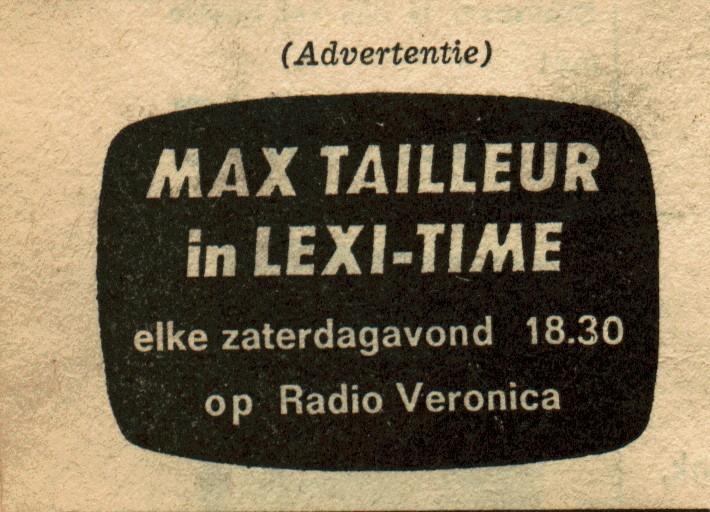 (Advertentie)
MAX TAILLEUR
in LEXI-TIME
elke zaterdagavond 18.30
op Radio Veronica